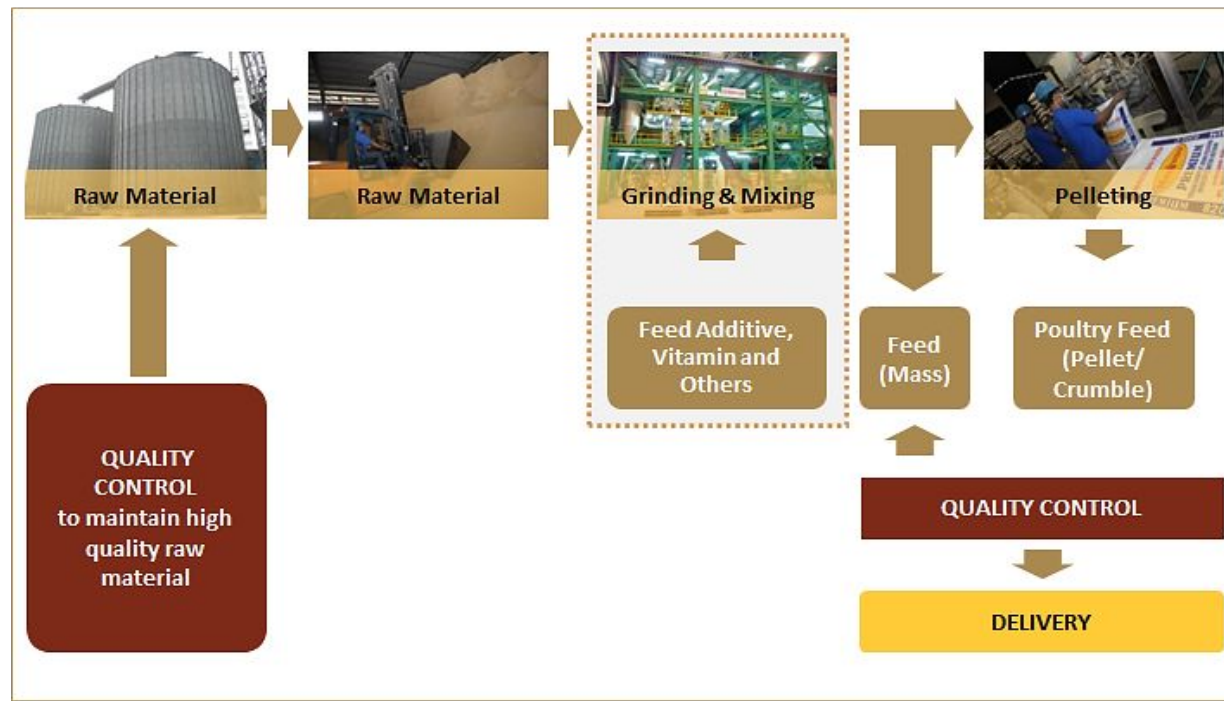 Raw Material
Raw Material
Grinding & Mixing
Pelleting
PREMIUM
Feed Additive,
Vitamin and
Others
Feed
(Mass)
Poultry Feed
(Pellet/
Crumble)
QUALITY
CONTROL
to maintain high
quality raw
material
QUALITY CONTROL
DELIVERY